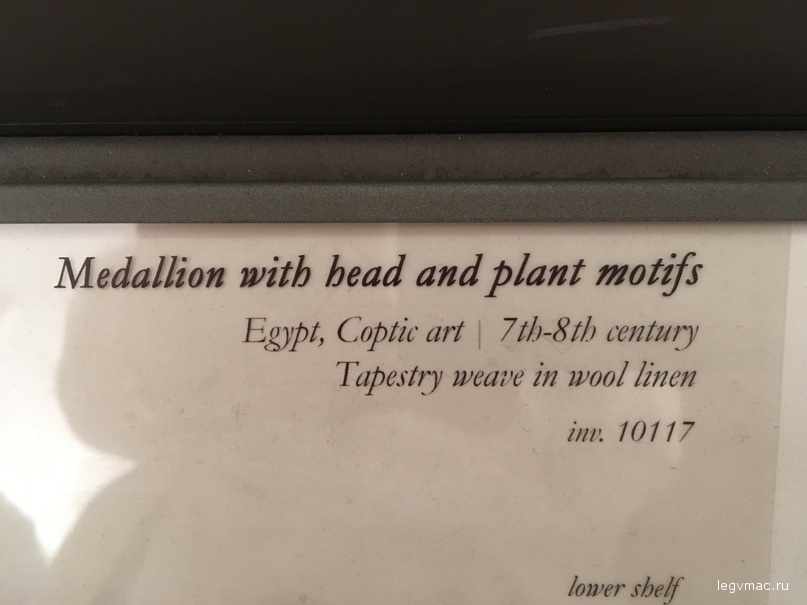 Medallion with head and plant motifs
Egypt, Coptic art | 7th-8th century
Tapestry weave in wool linen
inv. 10117
lower shelf
legvmac.ru